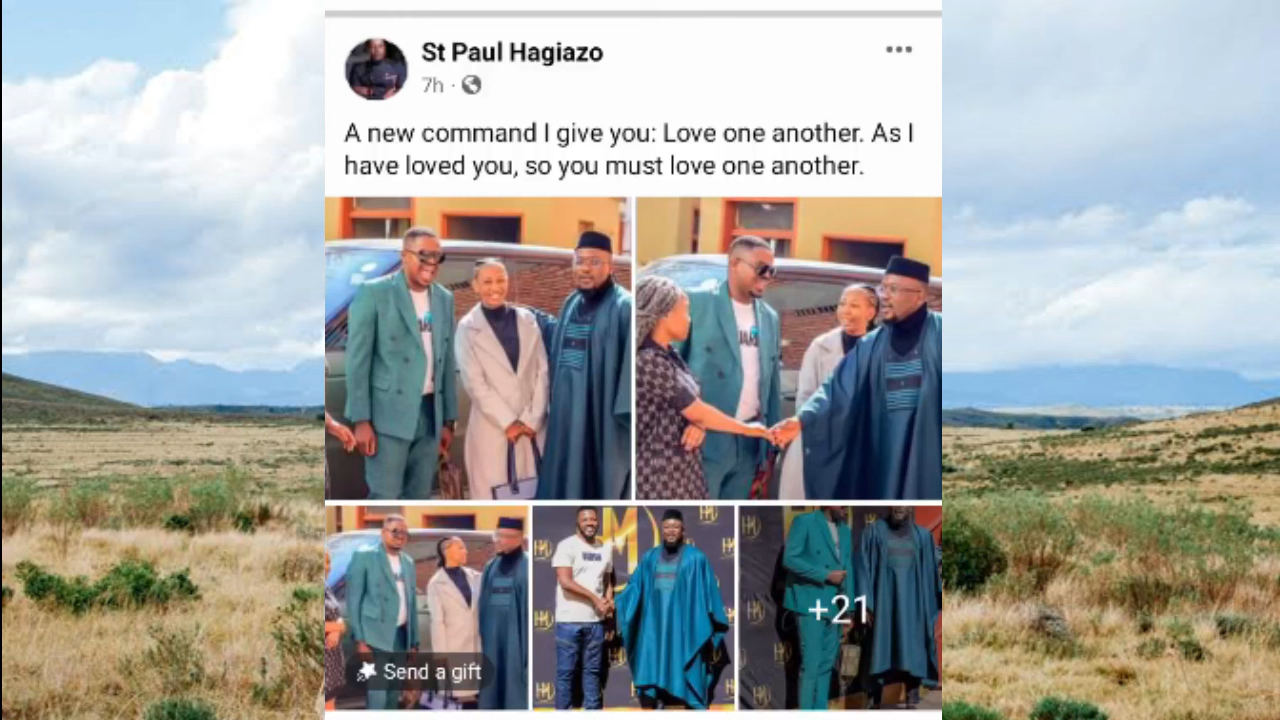 St Paul Hagiazo
7h ·
A new command I give you: Love one another. As I
have loved you, so you must love one another.
+21
Send a gift